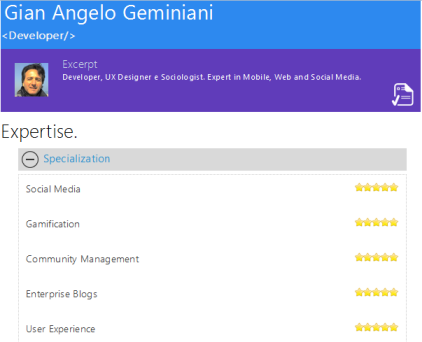 Gian Angelo Geminiani
<Developer/>
Excerpt
Developer, UX Designer e Sociologist. Expert in Mobile, Web and Social Media.
Expertise.
Specialization
Social Media
Gamification
Community Management
Enterprise Blogs
User Experience